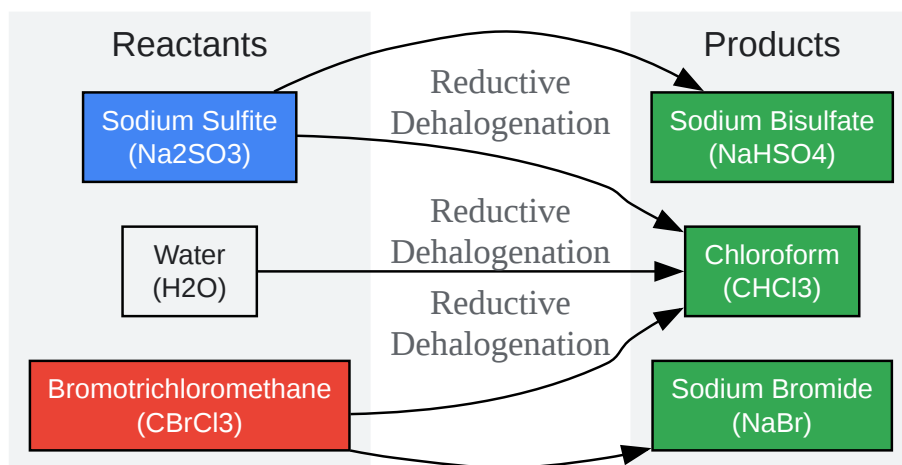 Reactants
Products
Sodium Sulfite
(Na2SO3)
Reductive
Dehalogenation
Sodium Bisulfate
(NaHSO4)
Water
(H2O)
Reductive
Dehalogenation
Chloroform
(CHCl3)
Reductive
Dehalogenation
Bromotrichloromethane
(CBrCl3)
Sodium Bromide
(NaBr)